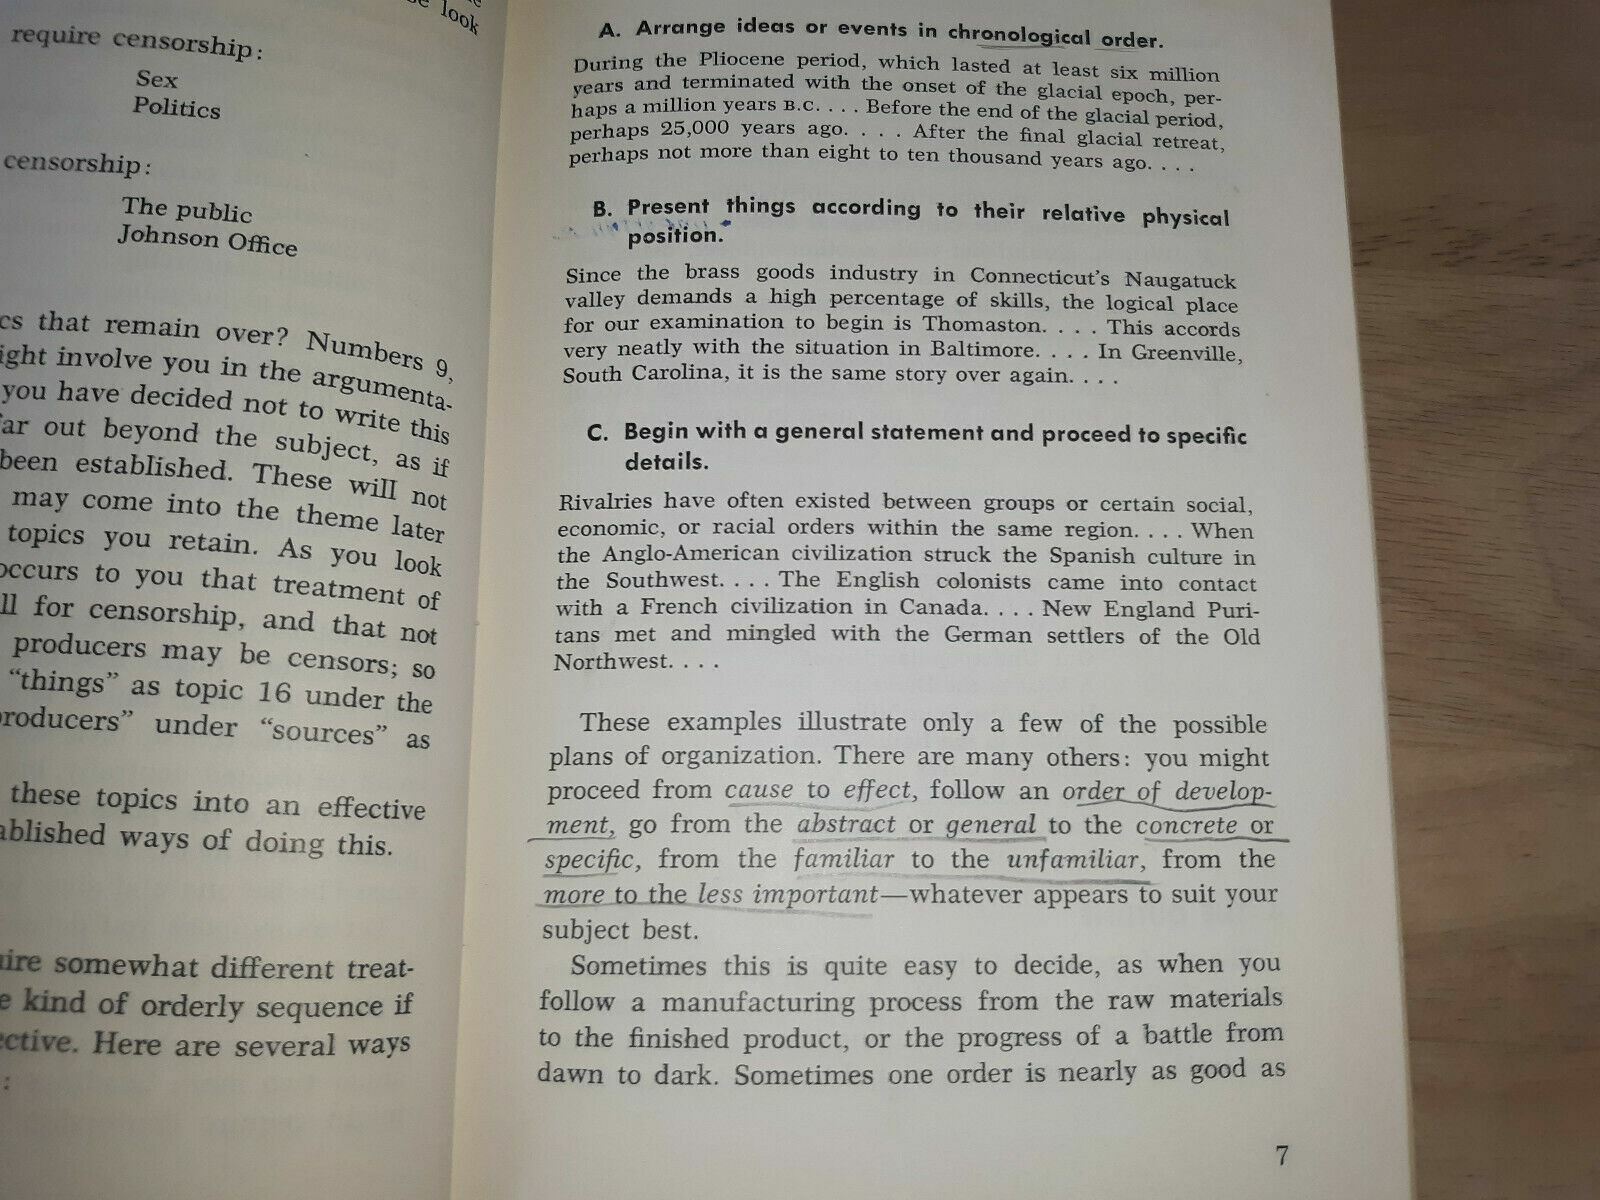 look
require censorship:
Sex
Politics
censorship:
The public
Johnson Office
that remain over? Numbers 9,
involve you in the argumenta-
you have decided not to write this
out beyond the subject, as if
been established. These will not
may come into the theme later
topics you retain. As you look
occurs to you that treatment of
for censorship, and that not
producers may be censors; so
“things” as topic 16 under the
producers” under “sources” as
these topics into an effective
ways of doing this.
somewhat different treat-
kind of orderly sequence if
Here are several ways
:
A. Arrange ideas or events in chronological order.
During the Pliocene period, which lasted at least six million
years and terminated with the onset of the glacial epoch, per-
haps a million years B.C. . . . Before the end of the glacial period,
perhaps 25,000 years ago. . . . After the final glacial retreat,
perhaps not more than eight to ten thousand years ago. . . .
B. Present things according to their relative physical
position.
Since the brass goods industry in Connecticut's Naugatuck
valley demands a high percentage of skills, the logical place
for our examination to begin is Thomaston. . . . This accords
very neatly with the situation in Baltimore. . . . In Greenville,
South Carolina, it is the same story over again. . . .
C. Begin with a general statement and proceed to specific
details.
Rivalries have often existed between groups or certain social,
economic, or racial orders within the same region. . . . When
the Anglo-American civilization struck the Spanish culture in
the Southwest. . . . The English colonists came into contact
with a French civilization in Canada. . . . New England Puri-
tans met and mingled with the German settlers of the Old
Northwest. . . .
These examples illustrate only a few of the possible
plans of organization. There are many others: you might
proceed from cause to effect, follow an order of develop-
ment, go from the abstract or general to the concrete or
specific, from the familiar to the unfamiliar, from the
more to the less important—whatever appears to suit your
subject best.
Sometimes this is quite easy to decide, as when you
follow a manufacturing process from the raw materials
to the finished product, or the progress of a battle from
dawn to dark. Sometimes one order is nearly as good as
7